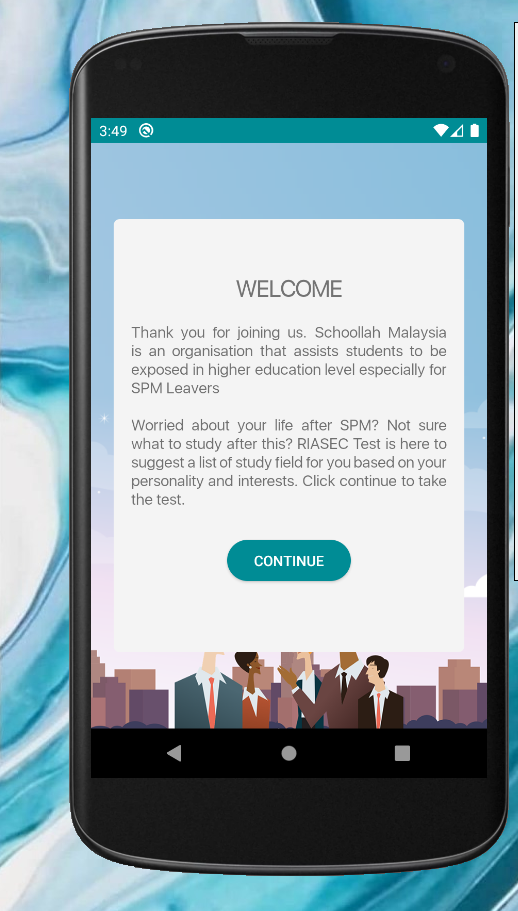 3:49
WELCOME
Thank you for joining us. Schoollah Malaysia
is an organisation that assists students to be
exposed in higher education level especially for
SPM Leavers
Worried about your life after SPM? Not sure
what to study after this? RIASEC Test is here to
suggest a list of study field for you based on your
personality and interests. Click continue to take
the test.
CONTINUE